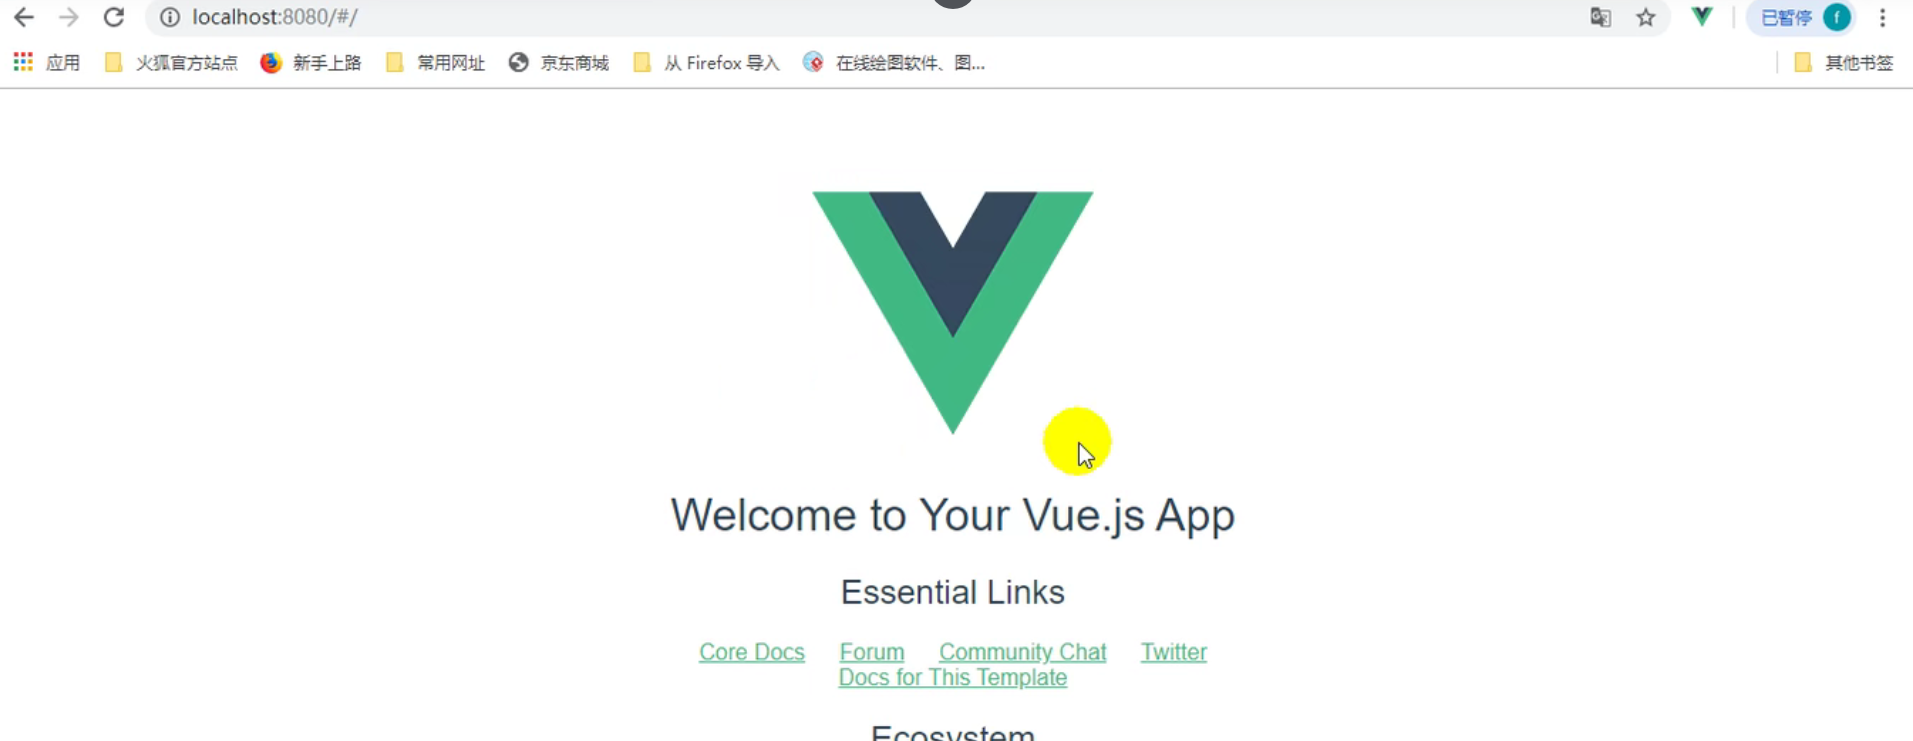 localhost:8080/#/ 已暂停 f
应用 火狐官方站点 新手上路 常用网址 京东商城 从 Firefox 导入 在线绘图软件、图... 其他书签
Welcome to Your Vue.js App
Essential Links
Core Docs Forum Community Chat Twitter
Docs for This Template
Ecosystem